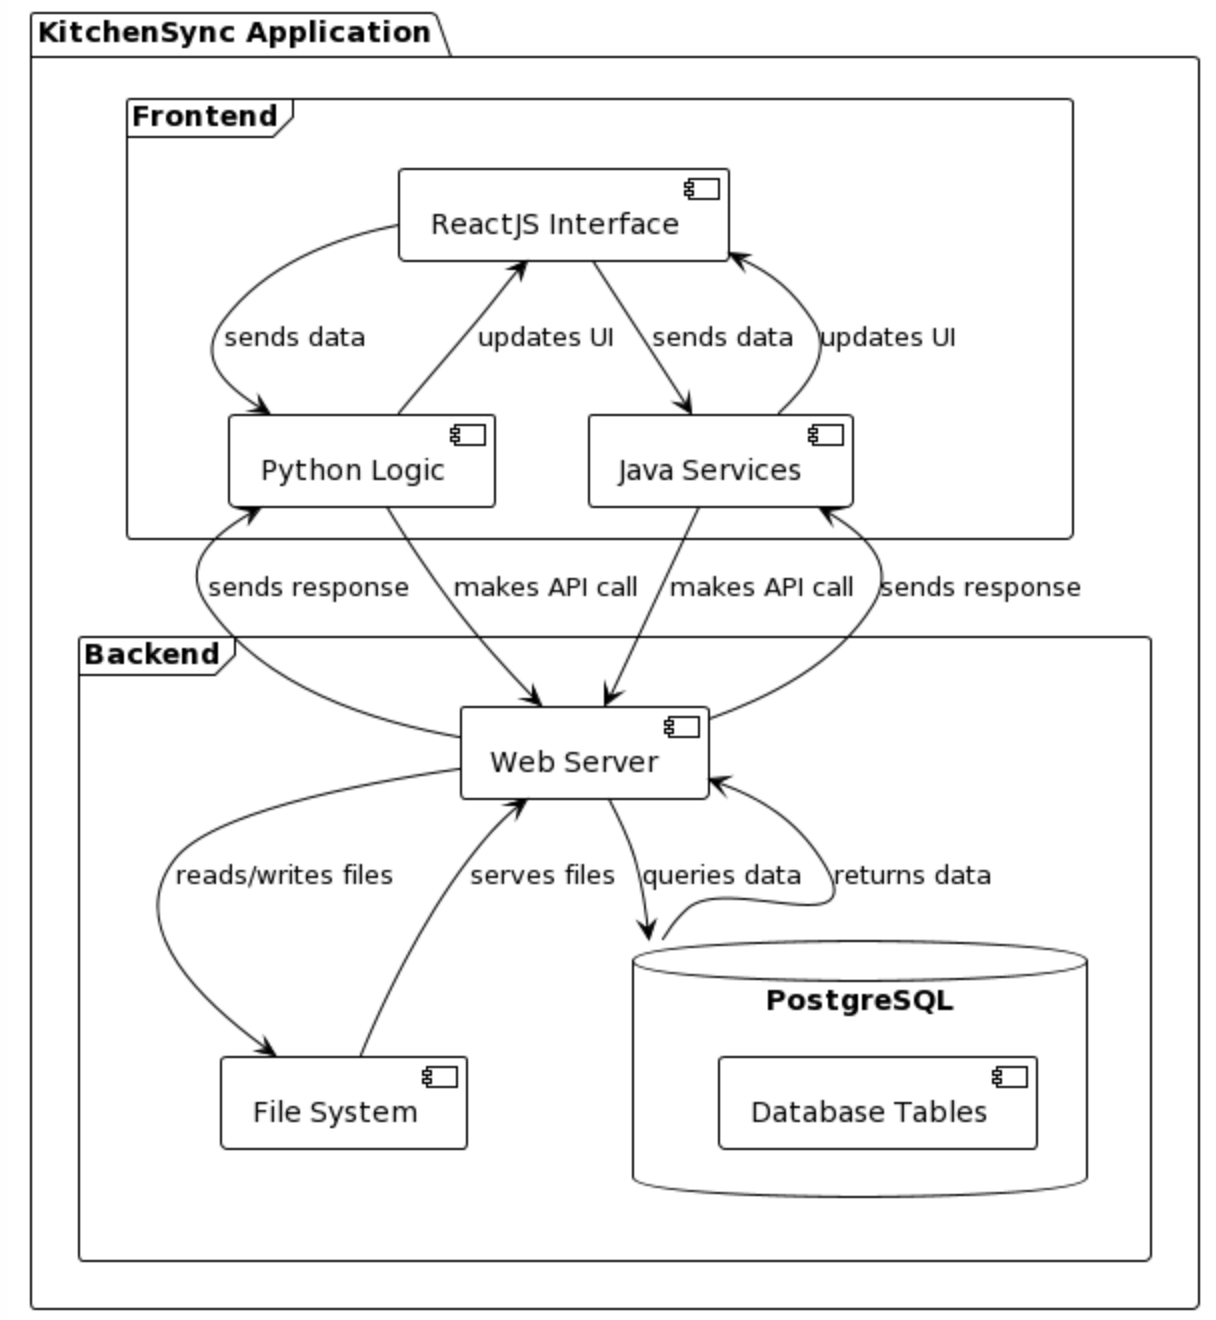 KitchenSync Application
Frontend
ReactJS Interface
sends data
updates UI
sends data
updates UI
Python Logic
Java Services
sends response
makes API call
makes API call
sends response
Backend
Web Server
reads/writes files
serves files
queries data
returns data
PostgreSQL
File System
Database Tables